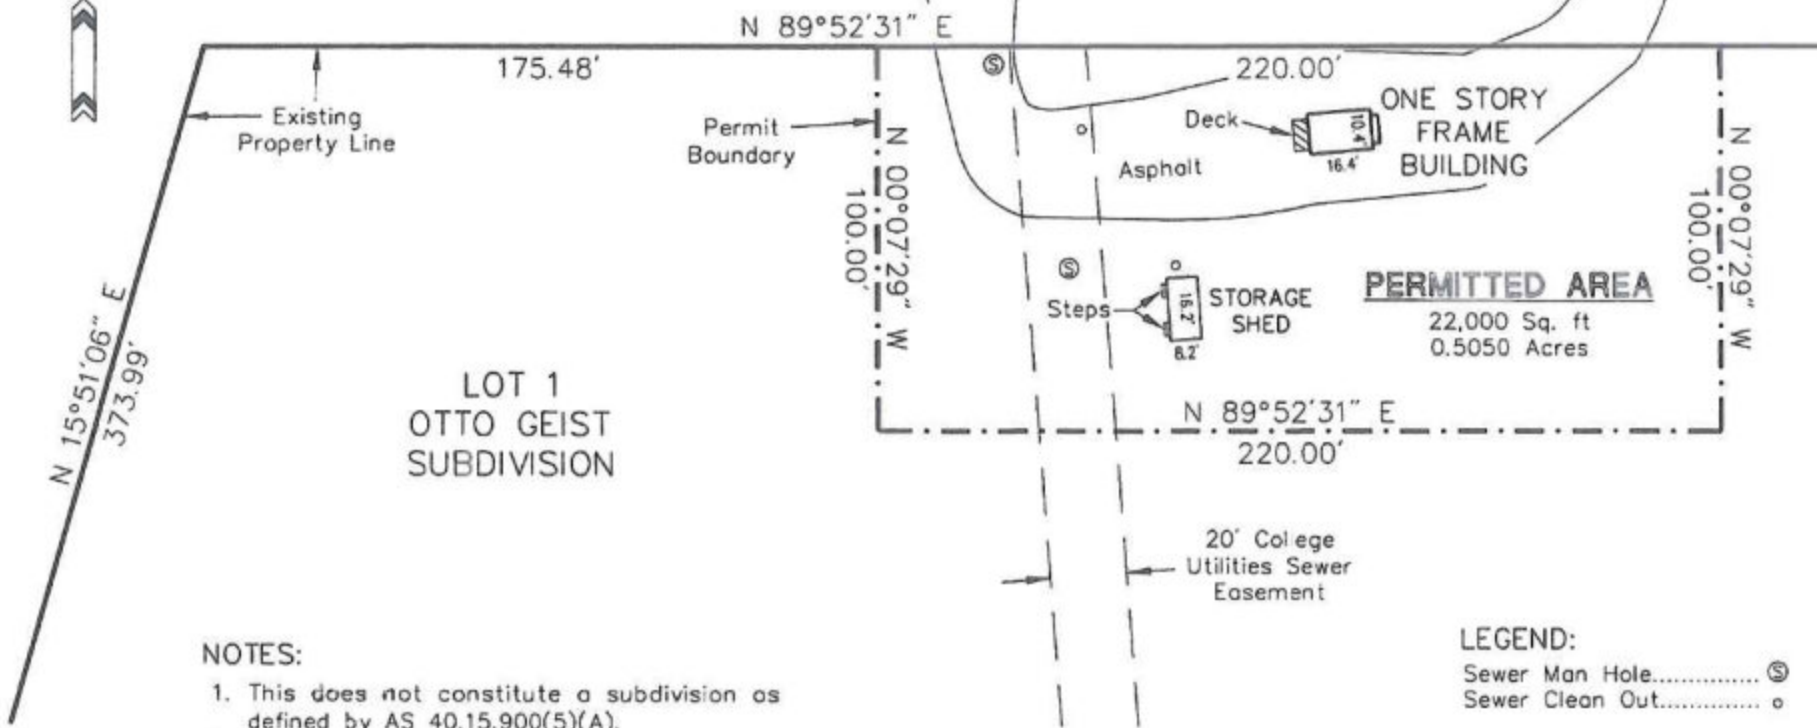 N 89°52'31" E
175.48'
220.00'
Existing
Property Line
Permit
Boundary
N 00°07'29" W
100.00'
Deck
10.4'
16.4'
ONE STORY
FRAME
BUILDING
Asphalt
N 00°07'29" W
100.00'
S
S
Steps
16.2'
8.2'
STORAGE
SHED
PERMITTED AREA
22,000 Sq. ft
0.5050 Acres
N 15°51'06" E
373.99'
LOT 1
OTTO GEIST
SUBDIVISION
N 89°52'31" E
220.00'
20' College
Utilities Sewer
Easement
NOTES:
1. This does not constitute a subdivision as
defined by AS 40.15.900(5)(A).
LEGEND:
Sewer Man Hole............... S
Sewer Clean Out.............. o